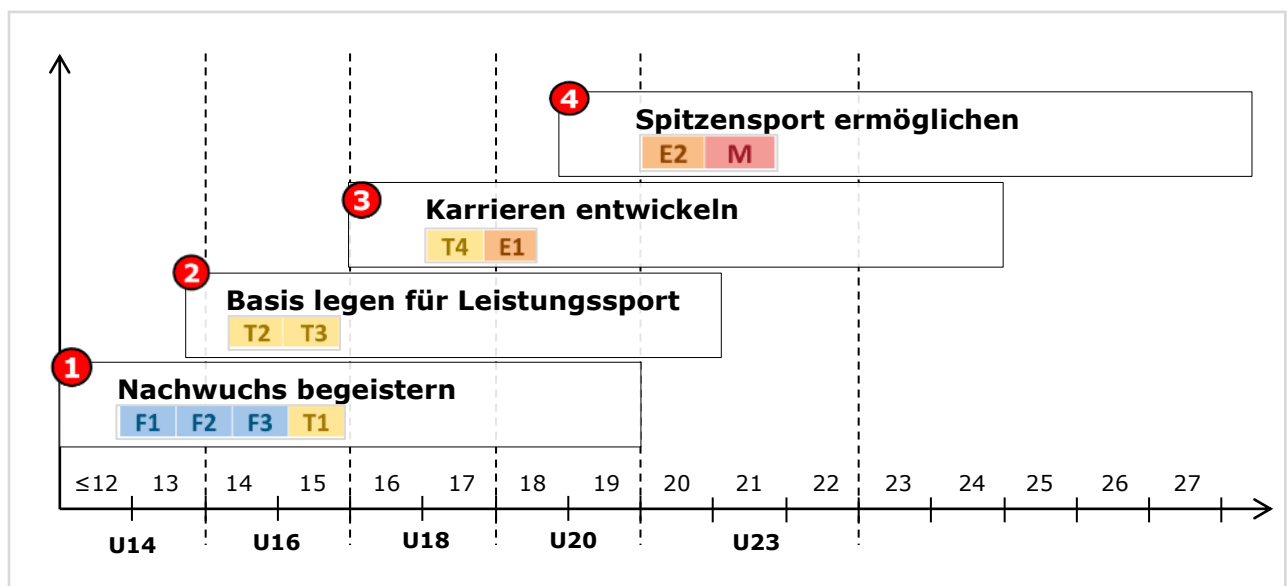 4
Spitzensport ermöglichen
E2 M
3
Karrieren entwickeln
T4 E1
2
Basis legen für Leistungssport
T2 T3
1
Nachwuchs begeistern
F1 F2 F3 T1
≤12 13 14 15 16 17 18 19 20 21 22 23 24 25 26 27
U14 U16 U18 U20 U23